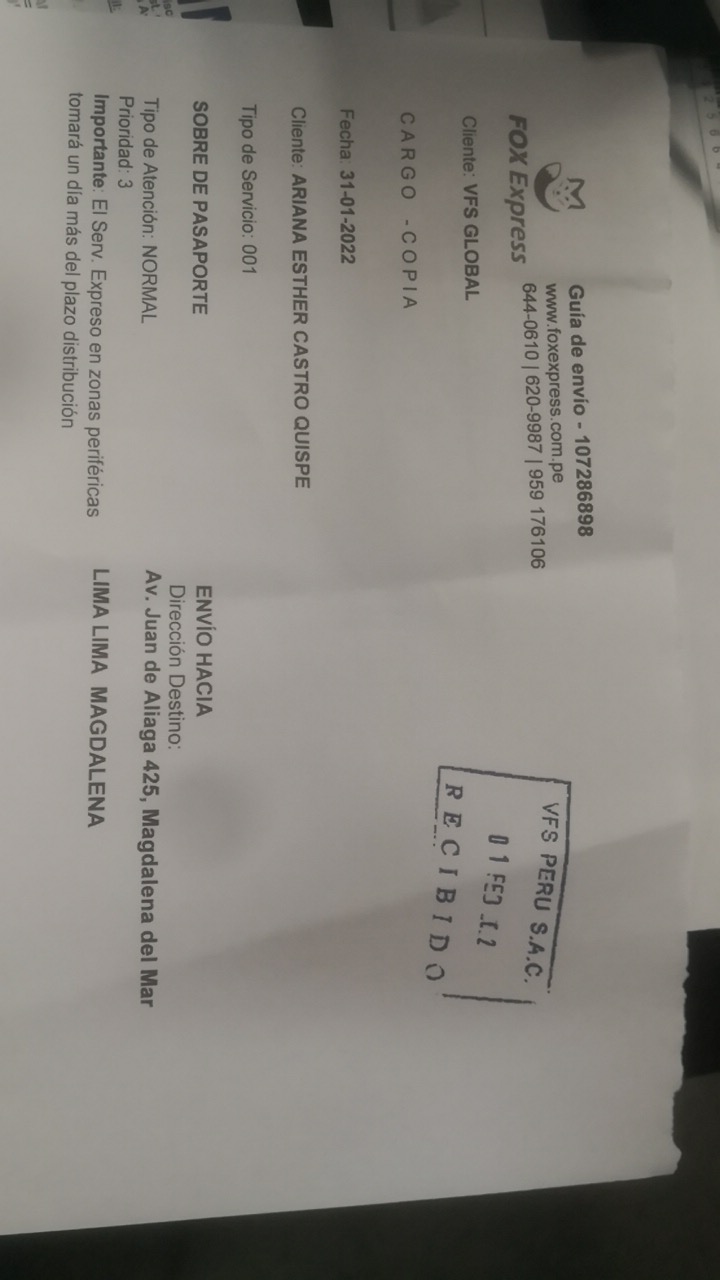 FOX Express
Guía de envío - 107286898
www.foxexpress.com.pe
644-0610 | 620-9987 | 959 176106
Cliente: VFS GLOBAL
CARGO - COPIA
Fecha: 31-01-2022
Cliente: ARIANA ESTHER CASTRO QUISPE
Tipo de Servicio: 001
SOBRE DE PASAPORTE
Tipo de Atención: NORMAL
Prioridad: 3
Importante: El Serv. Expreso en zonas periféricas
tomará un día más del plazo distribución
VFS PERU S.A.C.
01
RECIBIDO
ENVÍO HACIA
Dirección Destino:
Av. Juan de Aliaga 425, Magdalena del Mar
LIMA LIMA MAGDALENA